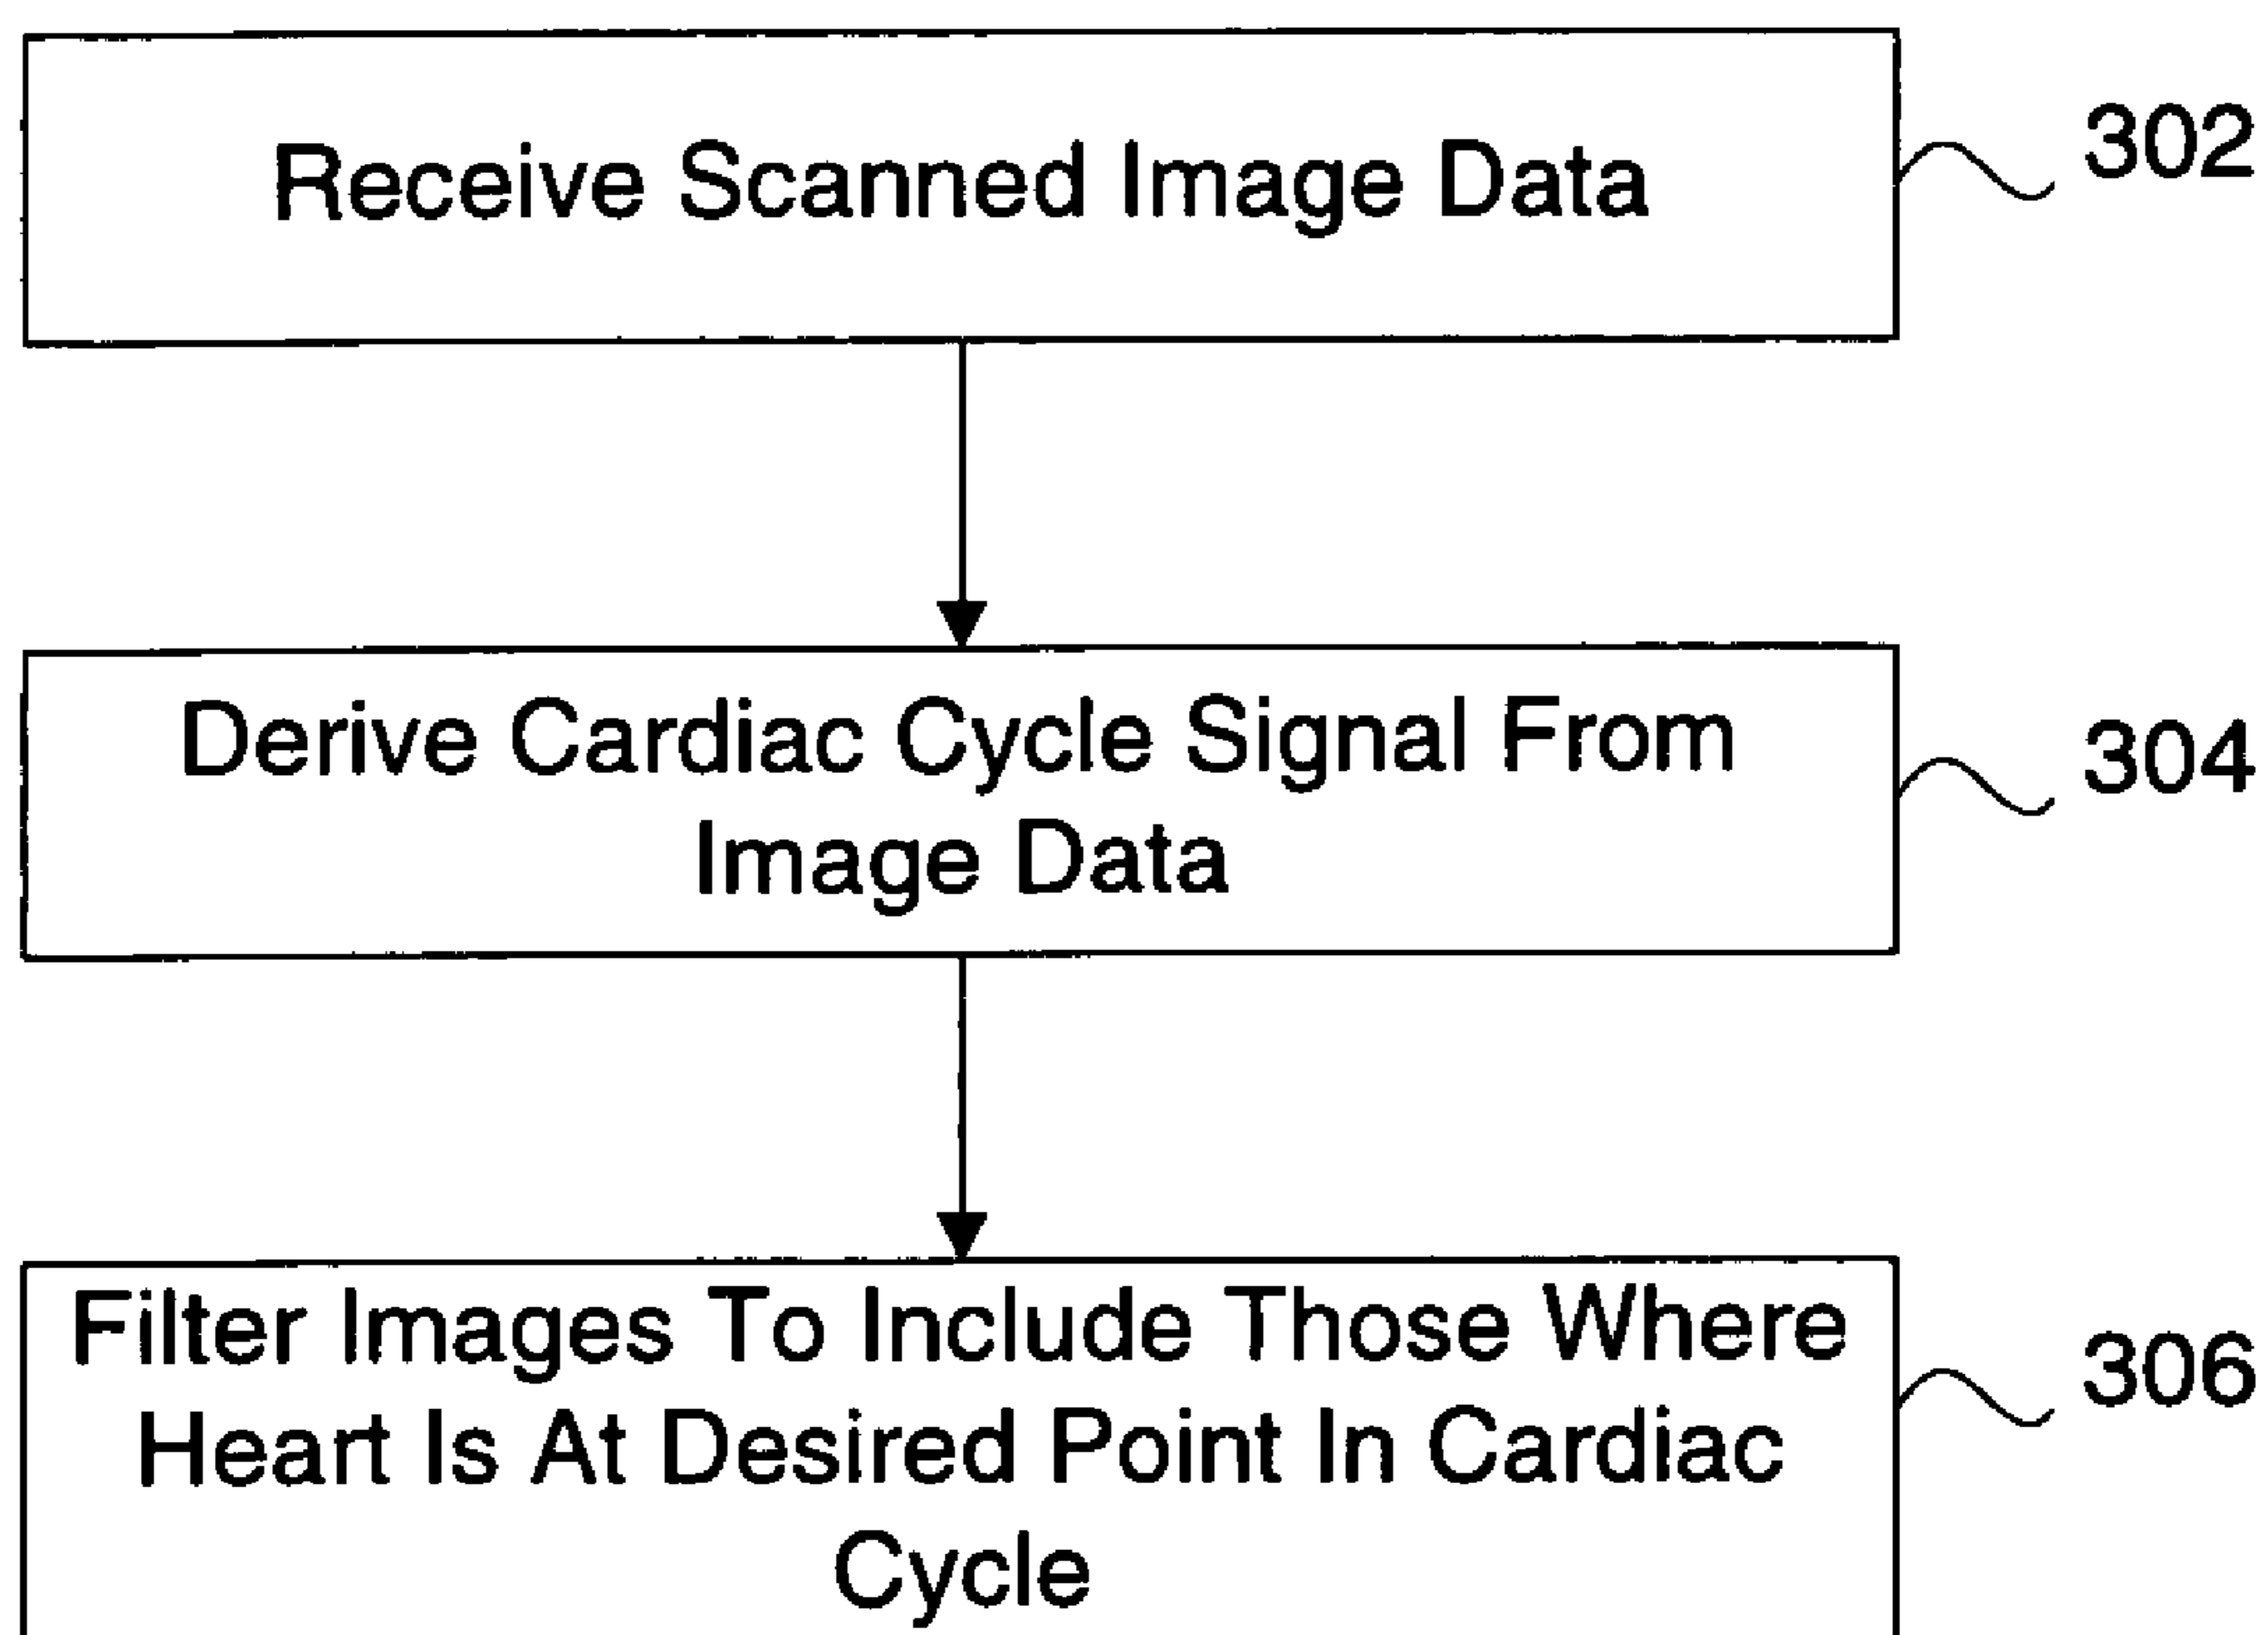 Receive Scanned Image Data
302
Derive Cardiac Cycle Signal From
Image Data
304
Filter Images To Include Those Where
Heart Is At Desired Point In Cardiac
Cycle
306